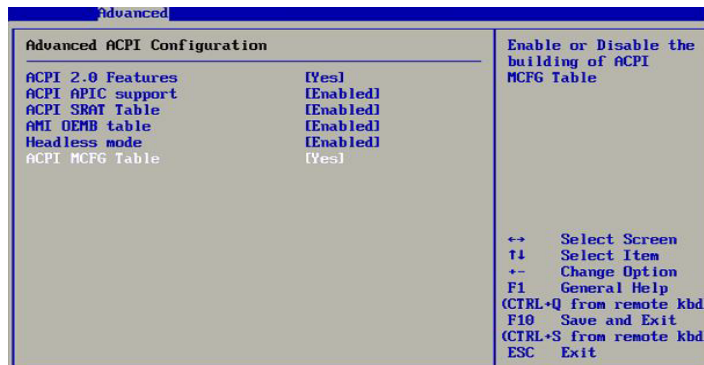 Advanced
Advanced ACPI Configuration
ACPI 2.0 Features [Yes]
ACPI APIC support [Enabled]
ACPI SRAT Table [Enabled]
AMI OEMB table [Enabled]
Headless mode [Enabled]
ACPI MCFG Table [Yes]
Enable or Disable the
building of ACPI
MCFG Table
←→ Select Screen
↑↓ Select Item
+- Change Option
F1 General Help
(CTRL+Q from remote kbd
F10 Save and Exit
(CTRL+S from remote kbd
ESC Exit